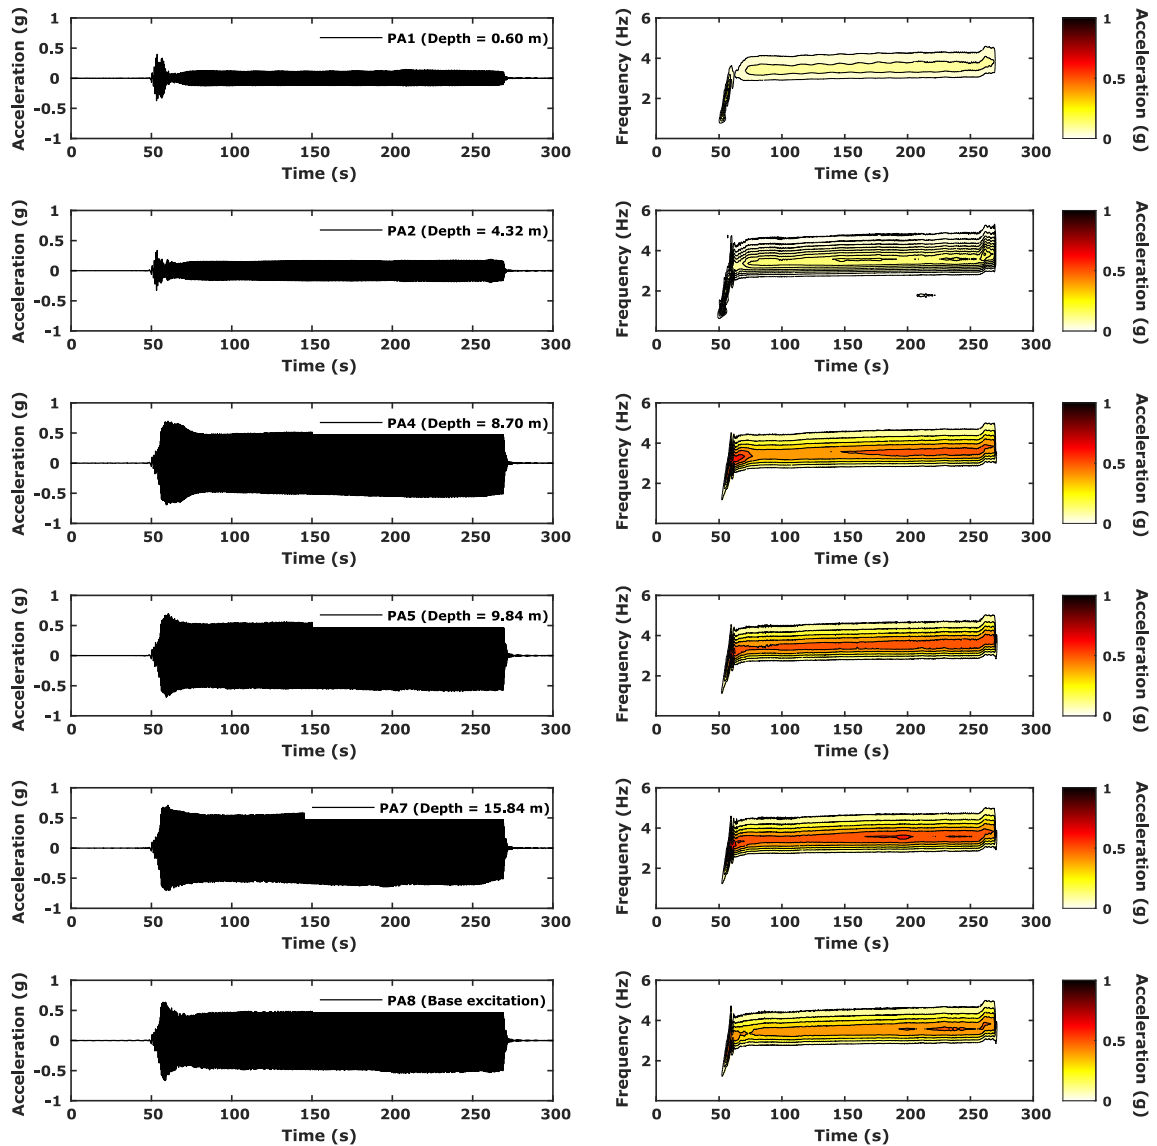 Acceleration (g)
1
0.5
0
-0.5
-1
PA1 (Depth = 0.60 m)
0 50 100 150 200 250 300
Time (s)
Frequency (Hz)
6
4
2
0 50 100 150 200 250 300
Time (s)
1
0.5
0
Acceleration (g)
Acceleration (g)
1
0.5
0
-0.5
-1
PA2 (Depth = 4.32 m)
0 50 100 150 200 250 300
Time (s)
Frequency (Hz)
6
4
2
0 50 100 150 200 250 300
Time (s)
1
0.5
0
Acceleration (g)
Acceleration (g)
1
0.5
0
-0.5
-1
PA4 (Depth = 8.70 m)
0 50 100 150 200 250 300
Time (s)
Frequency (Hz)
6
4
2
0 50 100 150 200 250 300
Time (s)
1
0.5
0
Acceleration (g)
Acceleration (g)
1
0.5
0
-0.5
-1
PA5 (Depth = 9.84 m)
0 50 100 150 200 250 300
Time (s)
Frequency (Hz)
6
4
2
0 50 100 150 200 250 300
Time (s)
1
0.5
0
Acceleration (g)
Acceleration (g)
1
0.5
0
-0.5
-1
PA7 (Depth = 15.84 m)
0 50 100 150 200 250 300
Time (s)
Frequency (Hz)
6
4
2
0 50 100 150 200 250 300
Time (s)
1
0.5
0
Acceleration (g)
Acceleration (g)
1
0.5
0
-0.5
-1
PA8 (Base excitation)
0 50 100 150 200 250 300
Time (s)
Frequency (Hz)
6
4
2
0 50 100 150 200 250 300
Time (s)
1
0.5
0
Acceleration (g)